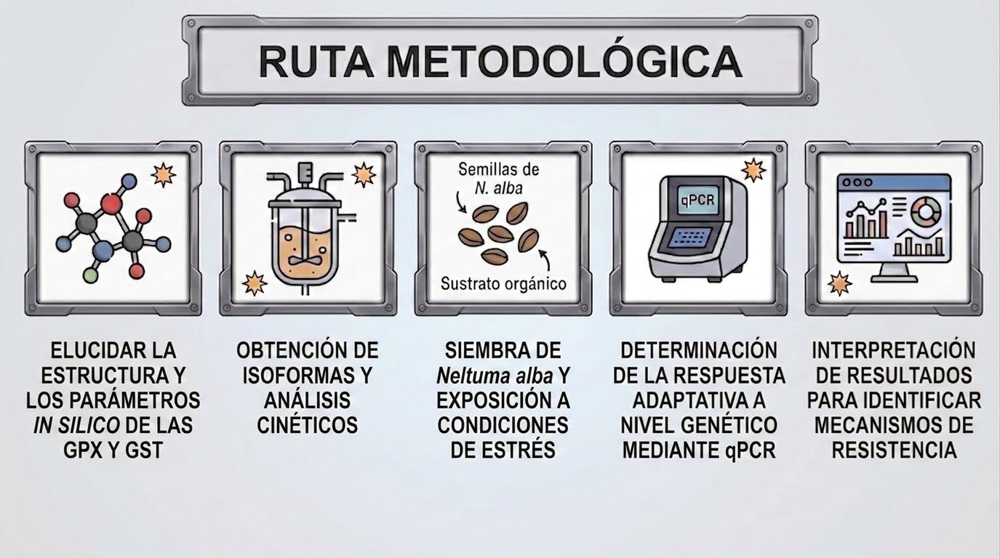 RUTA METODOLÓGICA
Semillas de
N. alba
Sustrato orgánico
qPCR
ELUCIDAR LA
ESTRUCTURA Y
LOS PARÁMETROS
IN SILICO DE LAS
GPX Y GST
OBTENCIÓN DE
ISOFORMAS Y
ANÁLISIS
CINÉTICOS
SIEMBRA DE
Neltuma alba Y
EXPOSICIÓN A
CONDICIONES
DE ESTRÉS
DETERMINACIÓN
DE LA RESPUESTA
ADAPTATIVA A
NIVEL GENÉTICO
MEDIANTE qPCR
INTERPRETACIÓN
DE RESULTADOS
PARA IDENTIFICAR
MECANISMOS DE
RESISTENCIA